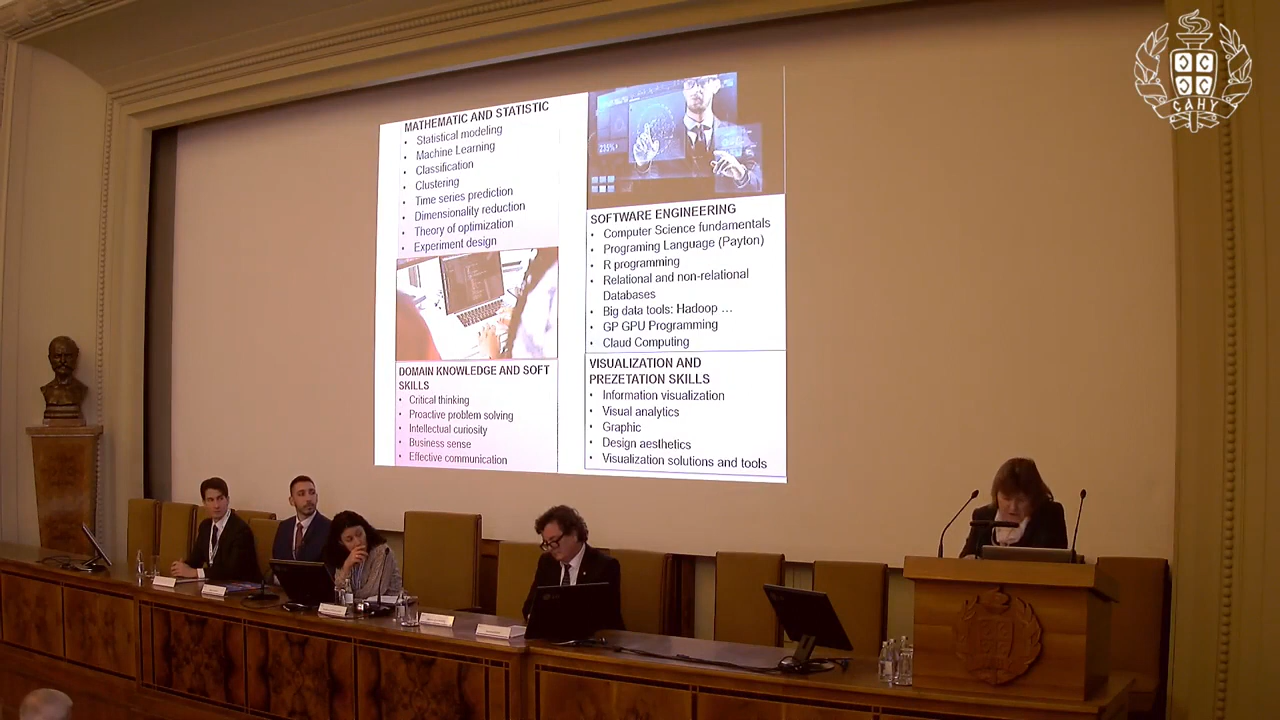 MATHEMATIC AND STATISTIC
• Statistical modeling
• Machine Learning
• Classification
• Clustering
• Time series prediction
• Dimensionality reduction
• Theory of optimization
• Experiment design
DOMAIN KNOWLEDGE AND SOFT
SKILLS
• Critical thinking
• Proactive problem solving
• Intellectual curiosity
• Business sense
• Effective communication
235%
SOFTWARE ENGINEERING
• Computer Science fundamentals
• Programing Language (Payton)
• R programming
• Relational and non-relational
Databases
• Big data tools: Hadoop ...
• GP GPU Programming
• Claud Computing
VISUALIZATION AND
PREZETATION SKILLS
• Information visualization
• Visual analytics
• Graphic
• Design aesthetics
• Visualization solutions and tools
САНУ